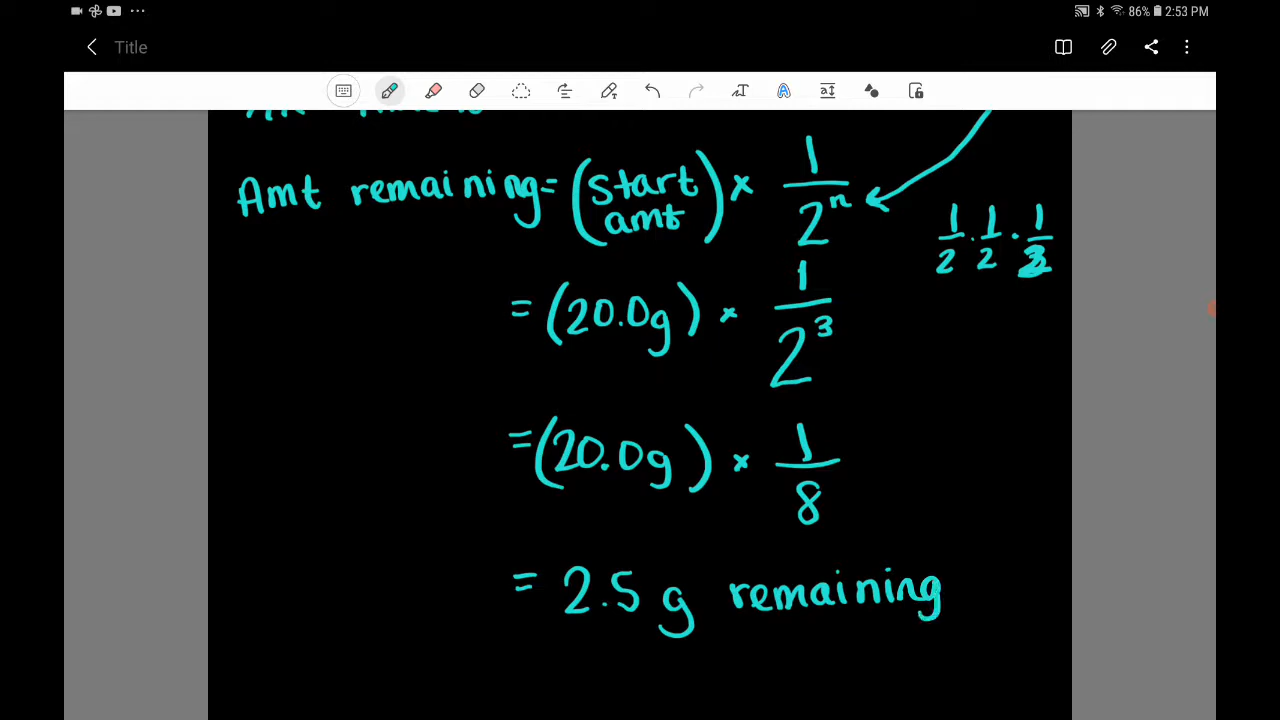 86% 2:53 PM
Title
Amt remaining = (start amt) × 1/2ⁿ
1/2 · 1/2 · 1/2
= (20.0g) × 1/2³
= (20.0g) × 1/8
= 2.5 g remaining